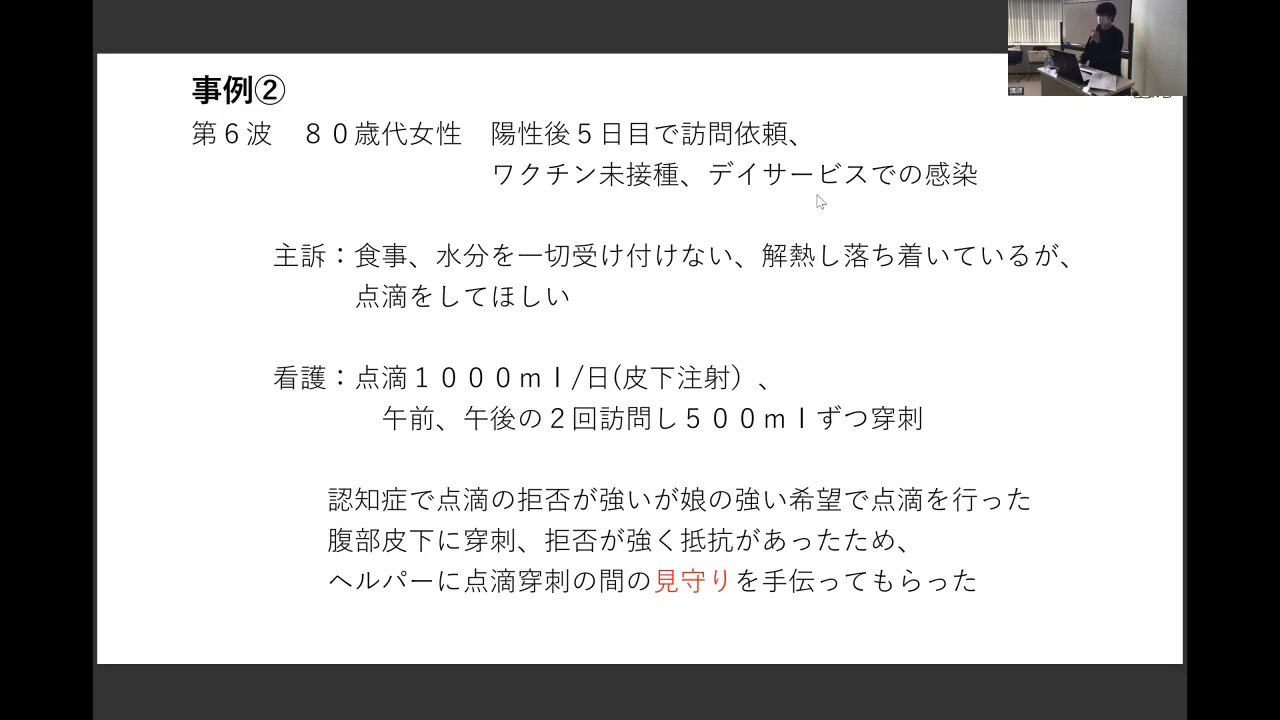 事例②
第６波　８０歳代女性　陽性後５日目で訪問依頼、
ワクチン未接種、デイサービスでの感染
主訴：食事、水分を一切受け付けない、解熱し落ち着いているが、
点滴をしてほしい
看護：点滴１０００ｍｌ/日(皮下注射）、
午前、午後の２回訪問し５００ｍｌずつ穿刺
認知症で点滴の拒否が強いが娘の強い希望で点滴を行った
腹部皮下に穿刺、拒否が強く抵抗があったため、
ヘルパーに点滴穿刺の間の見守りを手伝ってもらった